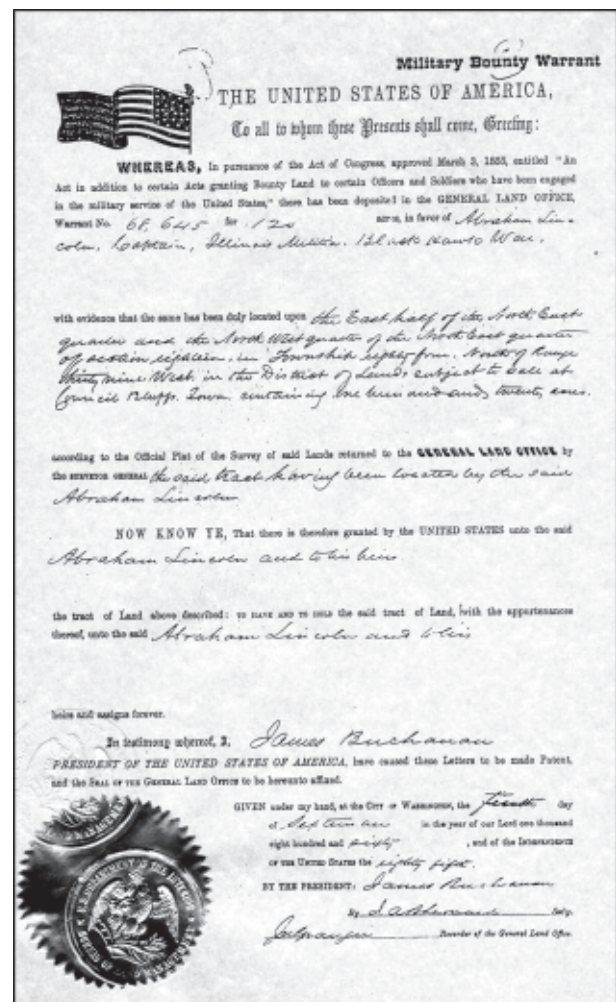 Military Bounty Warrant
THE UNITED STATES OF AMERICA,
To all to whom these Presents shall come, Greeting:
WHEREAS, In pursuance of the Act of Congress, approved March 3, 1855, entitled "An
Act in addition to certain Acts granting Bounty Land to certain Officers and Soldiers who have been engaged
in the military service of the United States," there has been deposited in the GENERAL LAND OFFICE,
Warrant No. 68,645 for 120 acres, in favor of Abraham Lin-
coln, Captain, Illinois Militia, Black Hawk War.
with evidence that the same has been duly located upon the East half of the North East
quarter and the North West quarter of the North East quarter
of section eighteen, in Township eighty four, North of Range
thirty nine West in the District of Lands subject to sale at
Council Bluffs Iowa containing one hundred and twenty acres.
according to the Official Plat of the Survey of said Lands returned to the GENERAL LAND OFFICE by
the SURVEYOR GENERAL the said tract having been located by the said
Abraham Lincoln
NOW KNOW YE, That there is therefore granted by the UNITED STATES unto the said
Abraham Lincoln and to his heirs
the tract of Land above described: TO HAVE AND TO HOLD the said tract of Land, with the appurtenances
thereof, unto the said Abraham Lincoln and to his
heirs and assigns forever.
In testimony whereof, I, James Buchanan
PRESIDENT OF THE UNITED STATES OF AMERICA, have caused these Letters to be made Patent,
and the SEAL OF THE GENERAL LAND OFFICE to be hereunto affixed.
GIVEN under my hand, at the CITY OF WASHINGTON, the day
of in the year of our Lord one thousand
eight hundred and sixty, and of the INDEPENDENCE
OF THE UNITED STATES the eighty fifth.
BY THE PRESIDENT: James Buchanan
By Sec'y.
Recorder of the General Land Office.